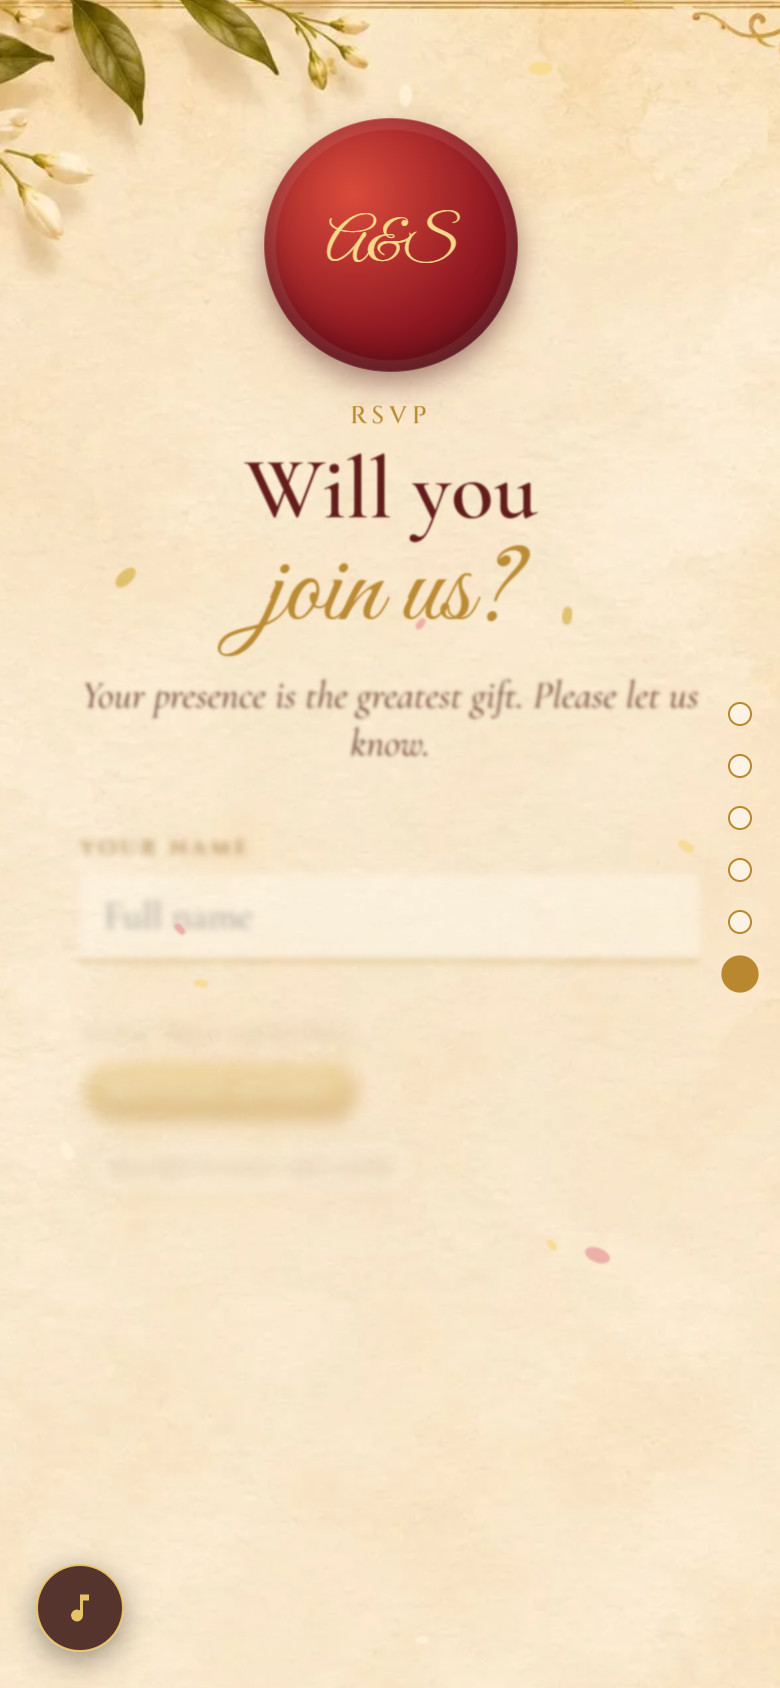 A&S
RSVP
Will you
join us?
Your presence is the greatest gift. Please let us
know.
YOUR NAME
Full name